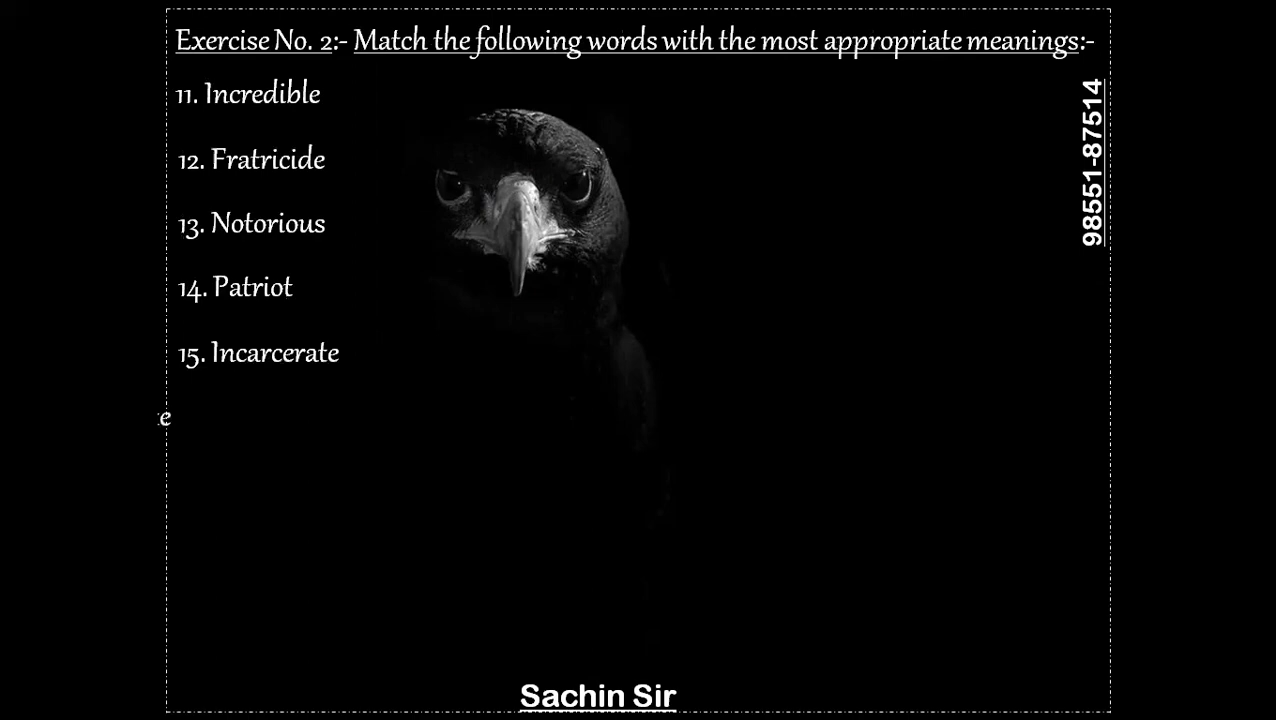 Exercise No. 2:- Match the following words with the most appropriate meanings:-
11. Incredible
12. Fratricide
13. Notorious
14. Patriot
15. Incarcerate
e
98551-87514
Sachin Sir